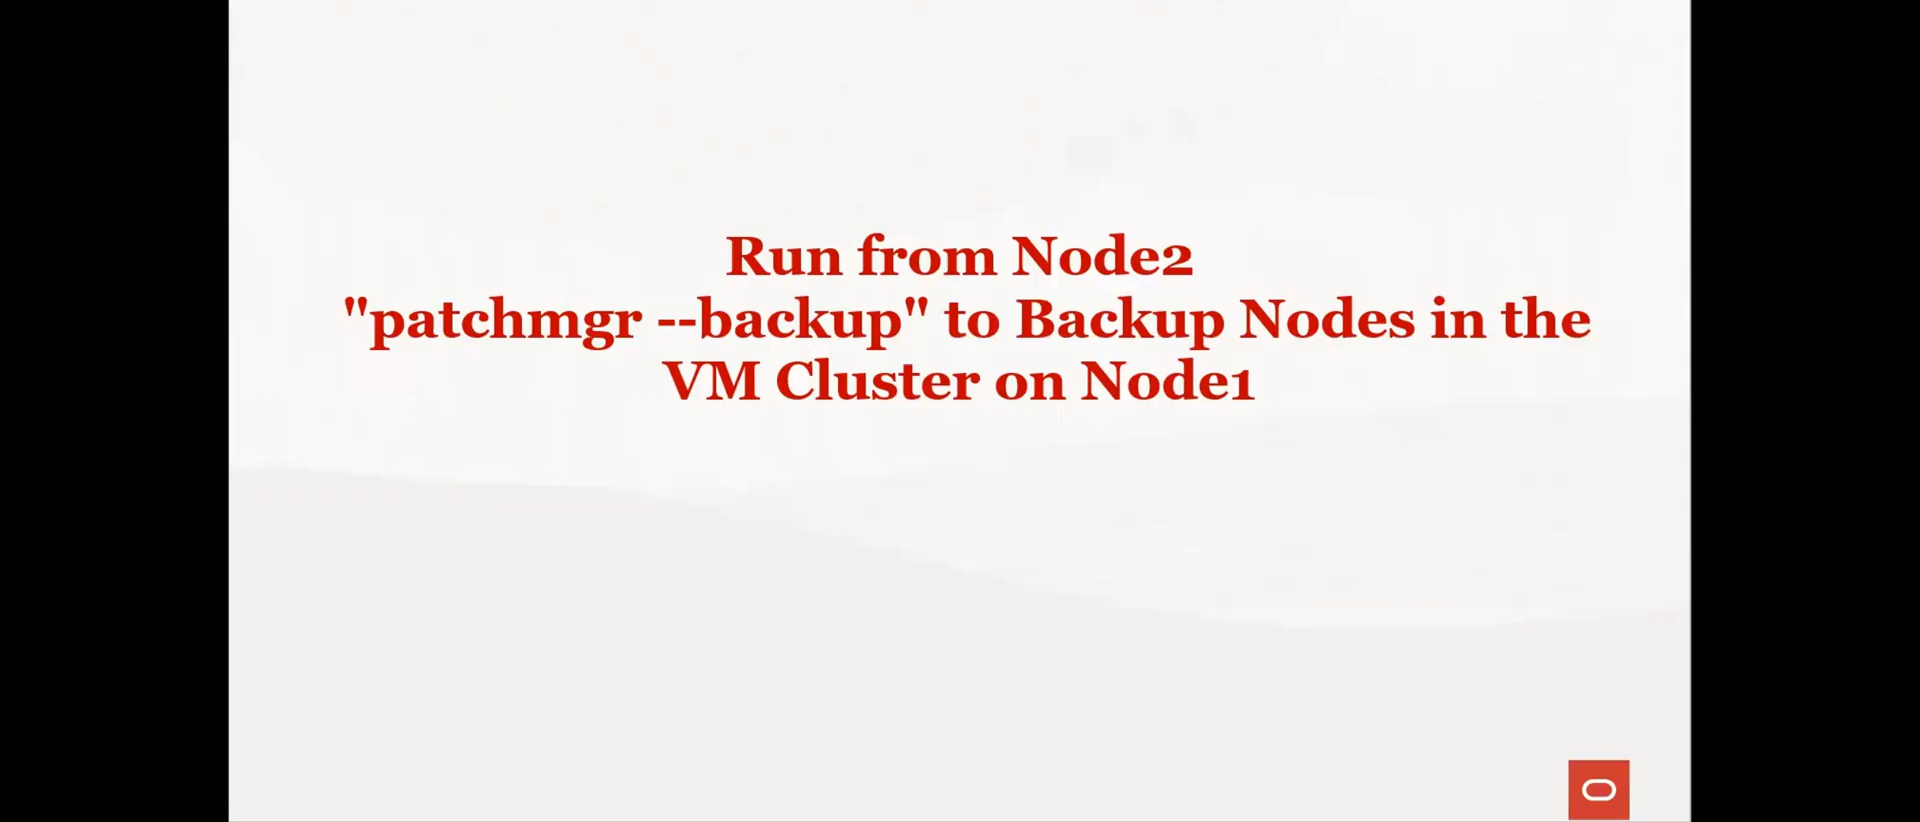 Run from Node2
"patchmgr --backup" to Backup Nodes in the
VM Cluster on Node1